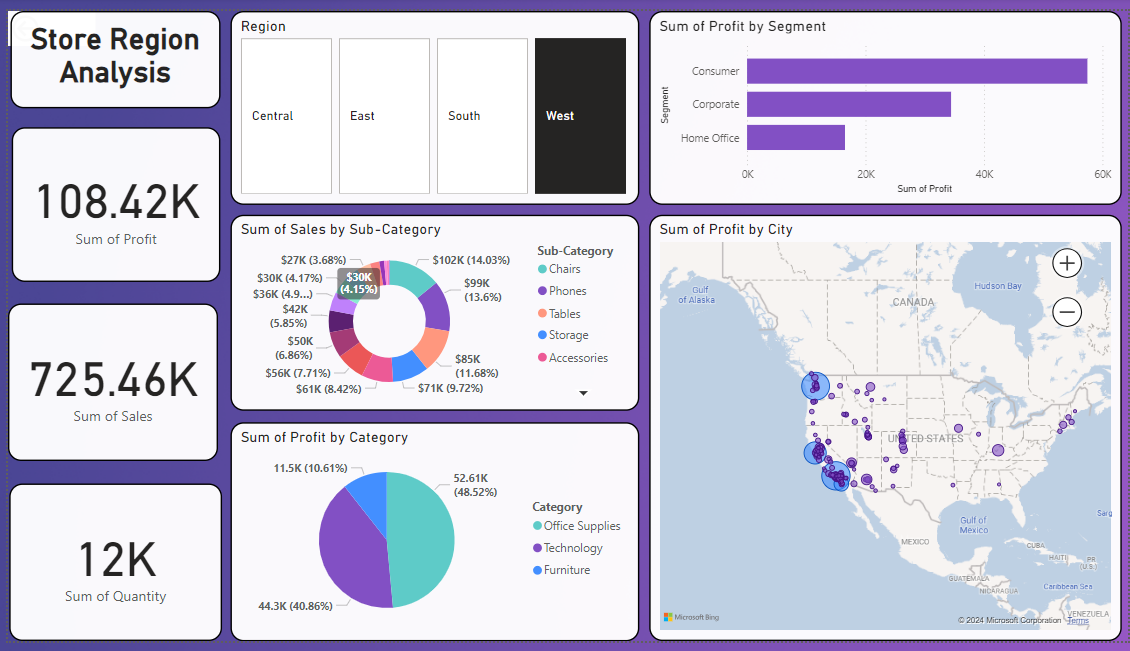 Store Region
Analysis
108.42K
Sum of Profit
725.46K
Sum of Sales
12K
Sum of Quantity
Region
Central
East
South
West
Sum of Sales by Sub-Category
$27K (3.68%)
$30K (4.17%)
$30K
(4.15%)
$36K (4.9...)
$42K
(5.85%)
$50K
(6.86%)
$56K (7.71%)
$61K (8.42%)
$102K (14.03%)
$99K
(13.6%)
$85K
(11.68%)
$71K (9.72%)
Sub-Category
Chairs
Phones
Tables
Storage
Accessories
Sum of Profit by Category
11.5K (10.61%)
52.61K
(48.52%)
44.3K (40.86%)
Category
Office Supplies
Technology
Furniture
Sum of Profit by Segment
Segment
Consumer
Corporate
Home Office
0K
20K
40K
60K
Sum of Profit
Sum of Profit by City
Gulf
of Alaska
CANADA
Hudson Bay
UNITED STATES
Gulf of
Mexico
MEXICO
CUBA
HAITI
PR
(U.S.)
GUATEMALA
NICARAGUA
Caribbean Sea
VENEZUELA
Sarg
Microsoft Bing
© 2024 Microsoft Corporation
Terms